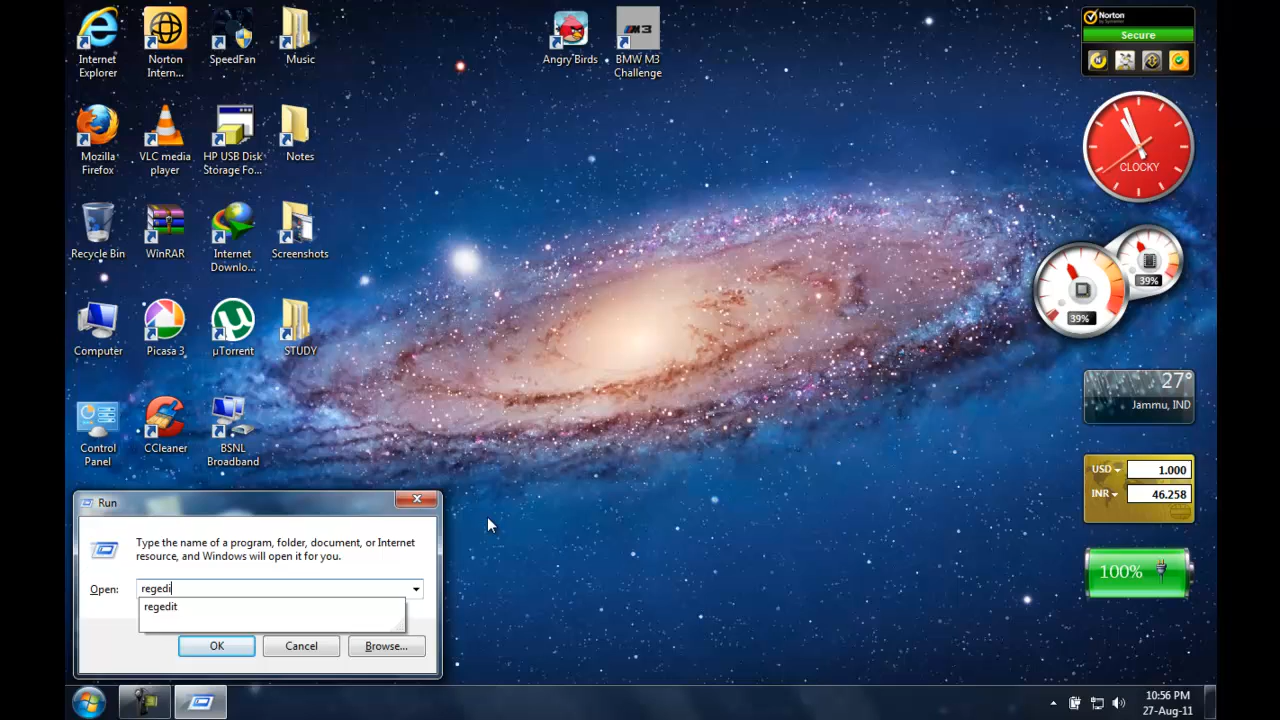 Internet
Explorer
Norton
Intern...
SpeedFan
Music
Mozilla
Firefox
VLC media
player
HP USB Disk
Storage Fo...
Notes
Recycle Bin
WinRAR
Internet
Downlo...
Screenshots
Computer
Picasa 3
µTorrent
STUDY
Control
Panel
CCleaner
BSNL
Broadband
Angry Birds
M3
BMW M3
Challenge
Norton
by Symantec
Secure
CLOCKY
39%
39%
27°
Jammu, IND
USD
1.000
INR
46.258
100%
Run
Type the name of a program, folder, document, or Internet
resource, and Windows will open it for you.
Open:
regedi
regedit
OK
Cancel
Browse...
10:56 PM
27-Aug-11